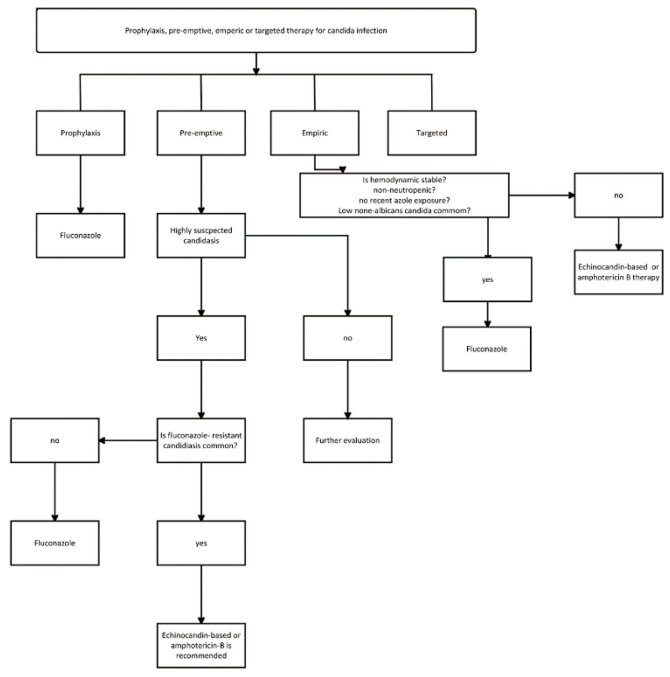 Prophylaxis, pre-emptive, emperic or targeted therapy for candida infection
Prophylaxis
Pre-emptive
Empiric
Targeted
Is hemodynamic stable?
non-neutropenic?
no recent azole exposure?
Low none-albicans candida commom?
no
Fluconazole
Highly suspected
candidasis
Echinocandin-based or
amphotericin B therapy
yes
Yes
no
Fluconazole
no
Is fluconazole- resistant
candidiasis common?
Further evaluation
Fluconazole
yes
Echinocandin-based or
amphotericin-B is
recommended